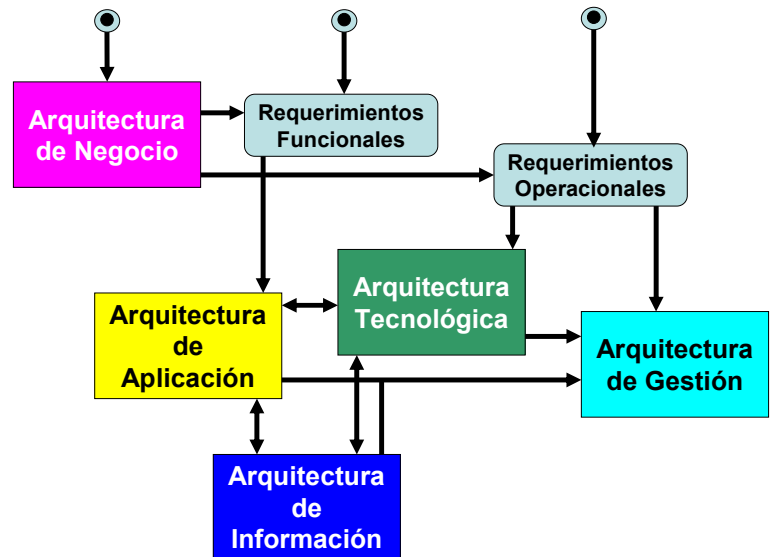 Arquitectura
de Negocio
Requerimientos
Funcionales
Requerimientos
Operacionales
Arquitectura
Tecnológica
Arquitectura
de
Aplicación
Arquitectura
de Gestión
Arquitectura
de
Información